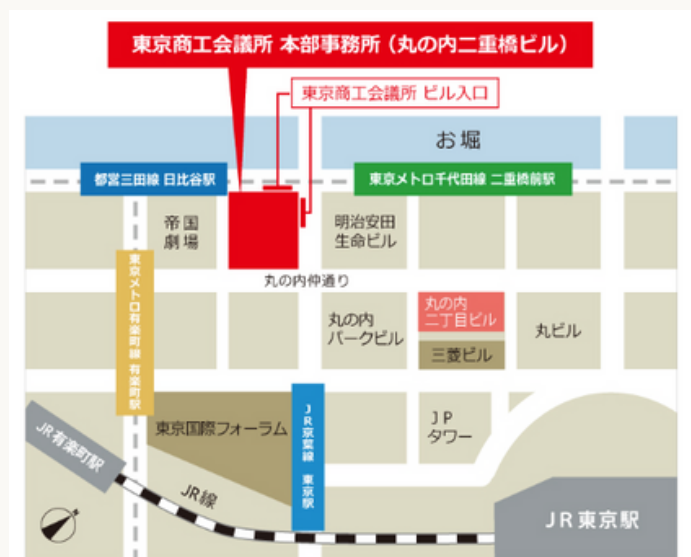 東京商工会議所 本部事務所（丸の内二重橋ビル）
東京商工会議所 ビル入口
お堀
都営三田線 日比谷駅
東京メトロ千代田線 二重橋前駅
帝国
劇場
明治安田
生命ビル
丸の内仲通り
東京メトロ有楽町線 有楽町駅
丸の内
パークビル
丸の内
二丁目ビル
三菱ビル
丸ビル
東京国際フォーラム
JR京葉線 東京駅
JP
タワー
JR有楽町駅
JR線
JR東京駅